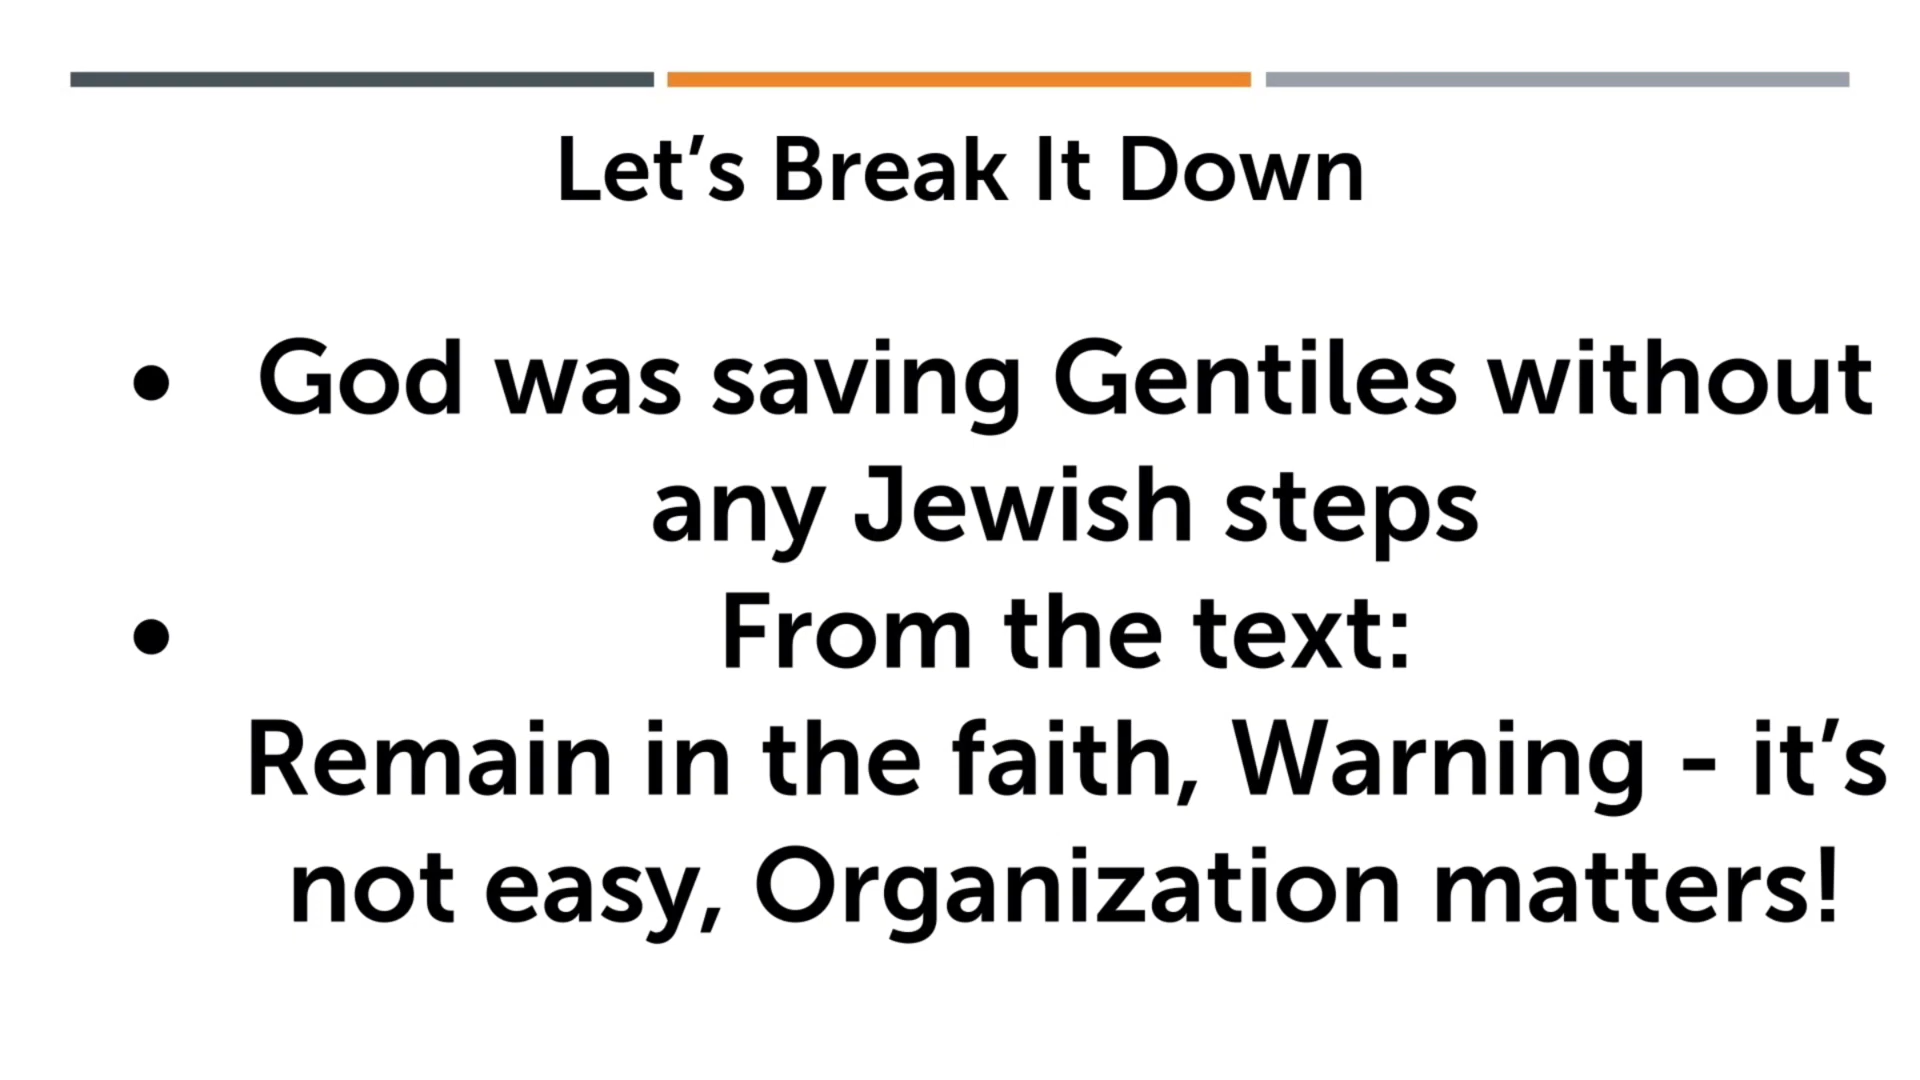 Let’s Break It Down
• God was saving Gentiles without
any Jewish steps
• From the text:
Remain in the faith, Warning - it’s
not easy, Organization matters!